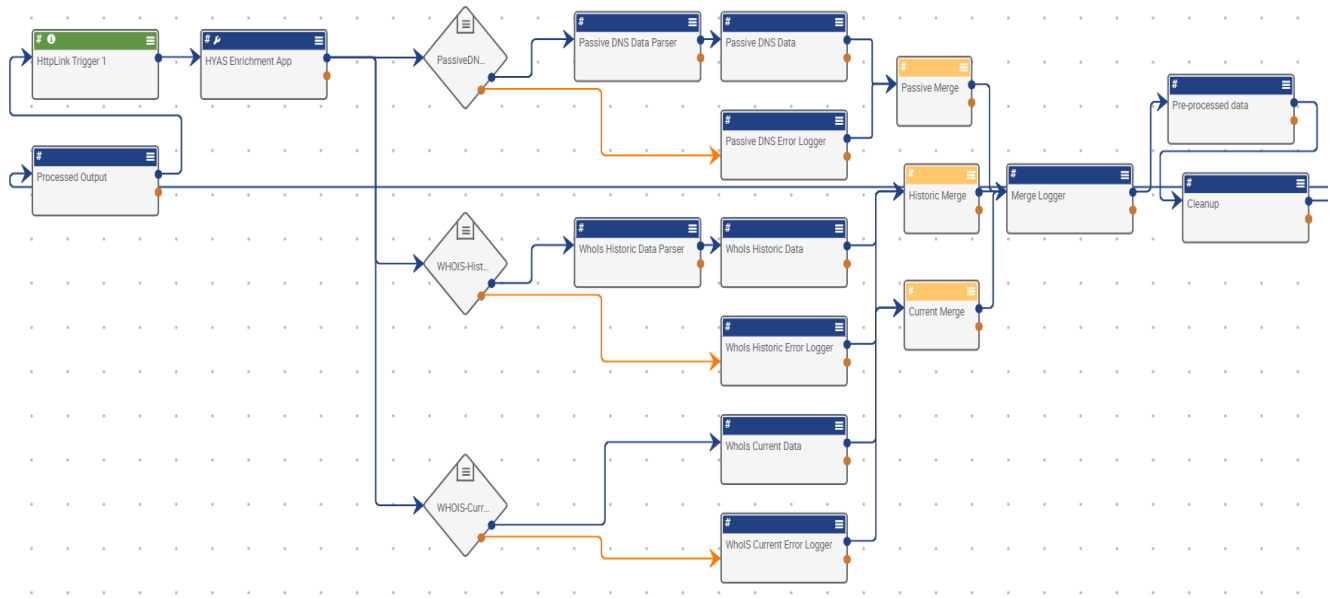 #
HttpLink Trigger 1
#
HYAS Enrichment App
PassiveDN...
#
Passive DNS Data Parser
#
Passive DNS Data
#
Passive Merge
#
Pre-processed data
#
Passive DNS Error Logger
#
Processed Output
#
Historic Merge
#
Merge Logger
#
Cleanup
WHOIS-Hist...
#
WhoIs Historic Data Parser
#
WhoIs Historic Data
#
Current Merge
#
WhoIs Historic Error Logger
#
WhoIs Current Data
WHOIS-Curr...
#
WhoIS Current Error Logger